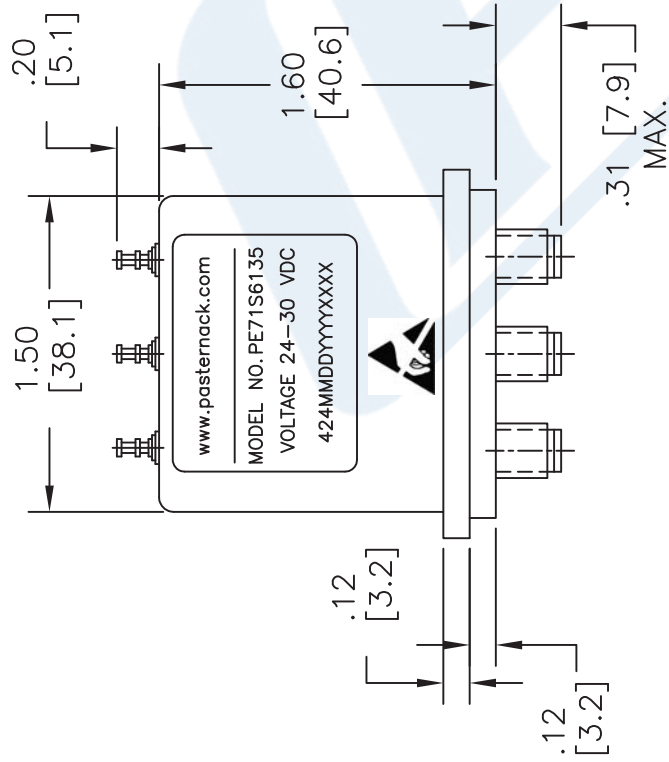 .20
[5.1]
1.50
[38.1]
1.60
[40.6]
www.pasternack.com
MODEL NO. PE71S6135
VOLTAGE 24-30 VDC
424MMDDYYYYXXXX
.31 [7.9]
MAX.
.12
[3.2]
.12
[3.2]